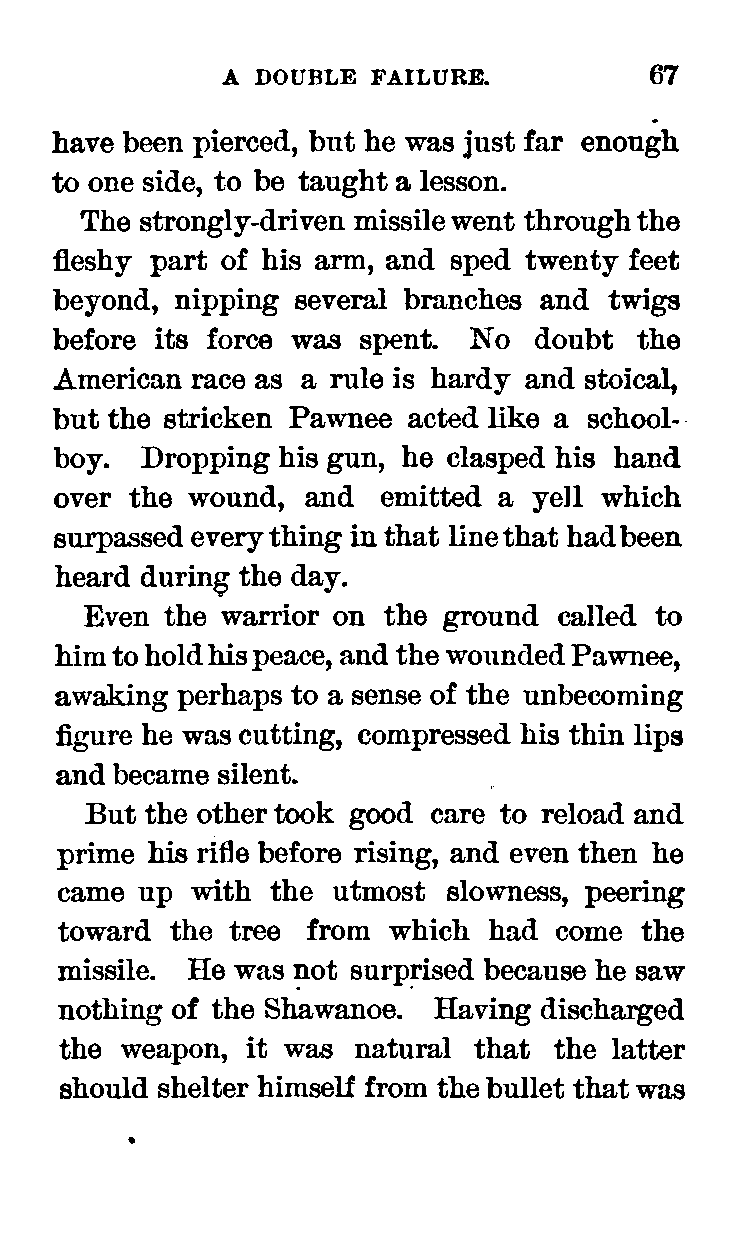 A DOUBLE FAILURE. 67
have been pierced, but he was just far enough
to one side, to be taught a lesson.
The strongly-driven missile went through the
fleshy part of his arm, and sped twenty feet
beyond, nipping several branches and twigs
before its force was spent. No doubt the
American race as a rule is hardy and stoical,
but the stricken Pawnee acted like a school-
boy. Dropping his gun, he clasped his hand
over the wound, and emitted a yell which
surpassed everything in that line that had been
heard during the day.
Even the warrior on the ground called to
him to hold his peace, and the wounded Pawnee,
awaking perhaps to a sense of the unbecoming
figure he was cutting, compressed his thin lips
and became silent.
But the other took good care to reload and
prime his rifle before rising, and even then he
came up with the utmost slowness, peering
toward the tree from which had come the
missile. He was not surprised because he saw
nothing of the Shawanoe. Having discharged
the weapon, it was natural that the latter
should shelter himself from the bullet that was